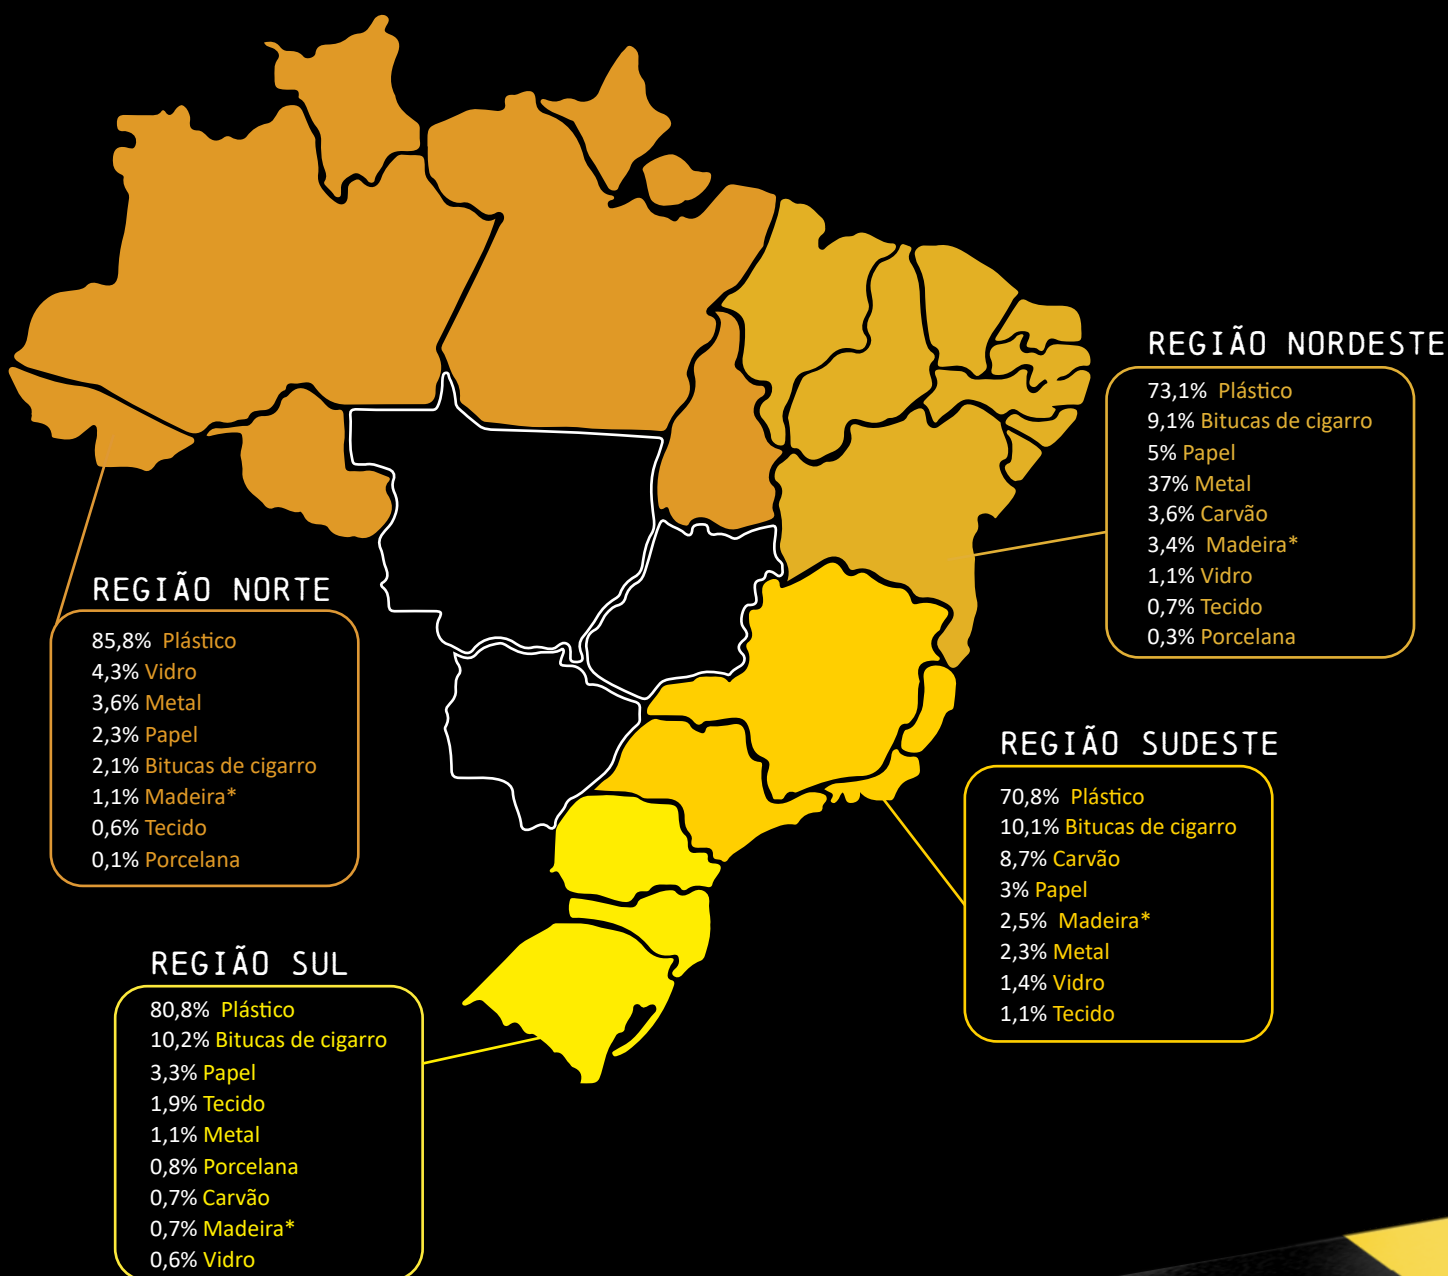 REGIÃO NORDESTE
73,1% Plástico
9,1% Bitucas de cigarro
5% Papel
37% Metal
3,6% Carvão
3,4% Madeira*
1,1% Vidro
0,7% Tecido
0,3% Porcelana
REGIÃO NORTE
85,8% Plástico
4,3% Vidro
3,6% Metal
2,3% Papel
2,1% Bitucas de cigarro
1,1% Madeira*
0,6% Tecido
0,1% Porcelana
REGIÃO SUDESTE
70,8% Plástico
10,1% Bitucas de cigarro
8,7% Carvão
3% Papel
2,5% Madeira*
2,3% Metal
1,4% Vidro
1,1% Tecido
REGIÃO SUL
80,8% Plástico
10,2% Bitucas de cigarro
3,3% Papel
1,9% Tecido
1,1% Metal
0,8% Porcelana
0,7% Carvão
0,7% Madeira*
0,6% Vidro